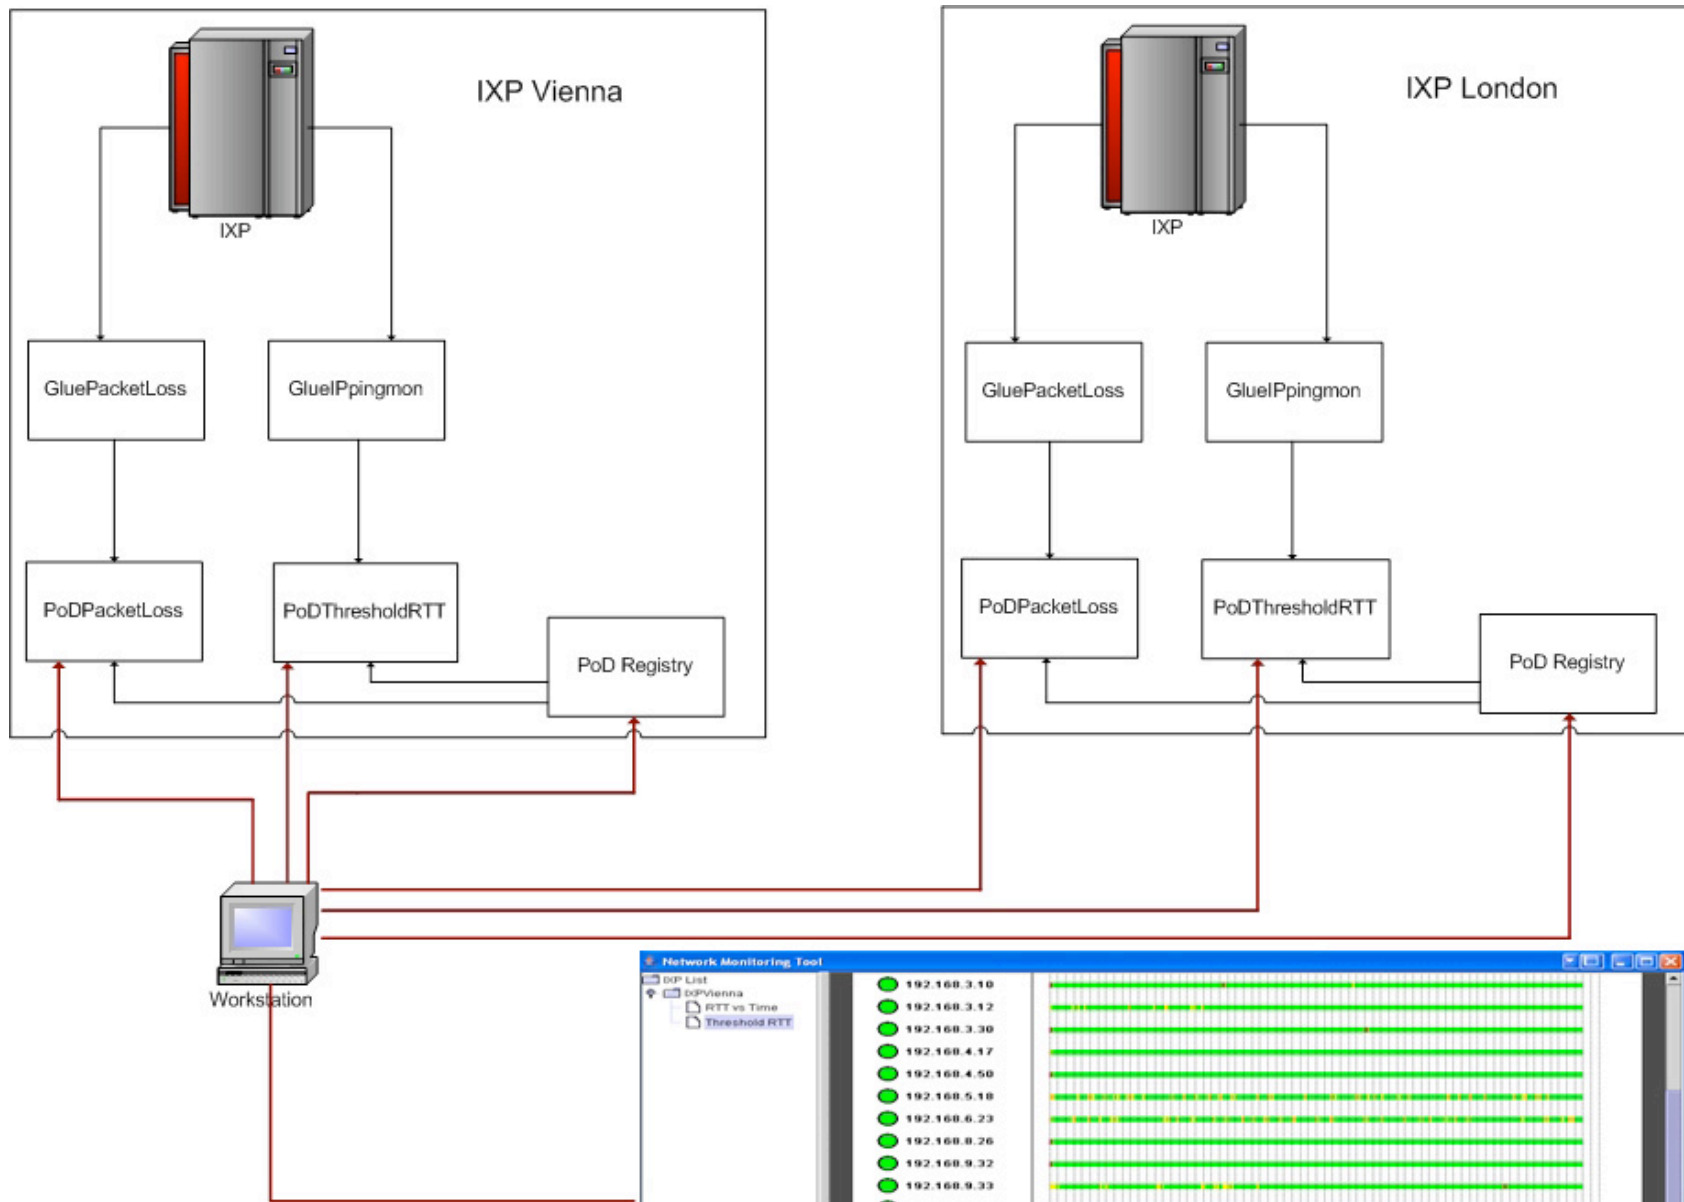 IXP Vienna
IXP
GluePacketLoss
GlueIPpingmon
PoDPacketLoss
PoDThresholdRTT
PoD Registry
IXP London
IXP
GluePacketLoss
GlueIPpingmon
PoDPacketLoss
PoDThresholdRTT
PoD Registry
Workstation
Network Monitoring Tool
IXP List
IXPVienna
RTT vs Time
Threshold RTT
192.168.3.10
192.168.3.12
192.168.3.30
192.168.4.17
192.168.4.50
192.168.5.18
192.168.6.23
192.168.8.26
192.168.9.32
192.168.9.33